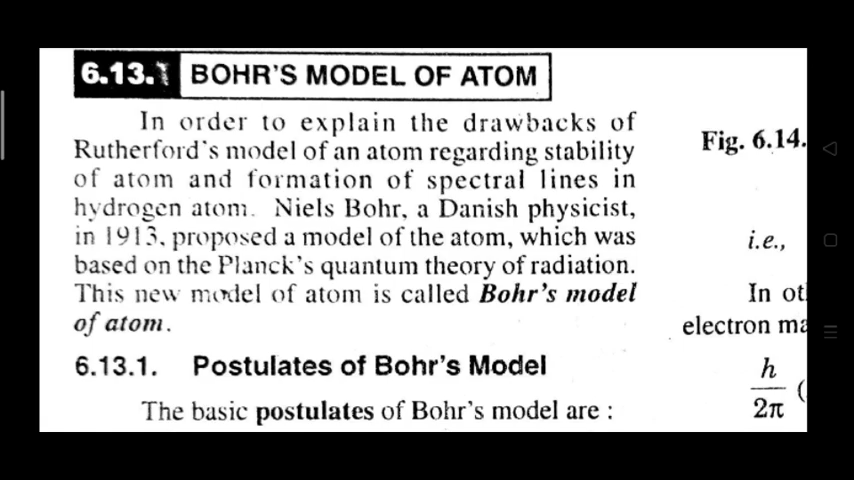 6.13. BOHR'S MODEL OF ATOM
In order to explain the drawbacks of
Rutherford's model of an atom regarding stability
of atom and formation of spectral lines in
hydrogen atom. Niels Bohr, a Danish physicist,
in 1913, proposed a model of the atom, which was
based on the Planck's quantum theory of radiation.
This new model of atom is called Bohr's model
of atom.
6.13.1. Postulates of Bohr's Model
The basic postulates of Bohr's model are :
Fig. 6.14.
i.e.,
In
electron
h
2π (